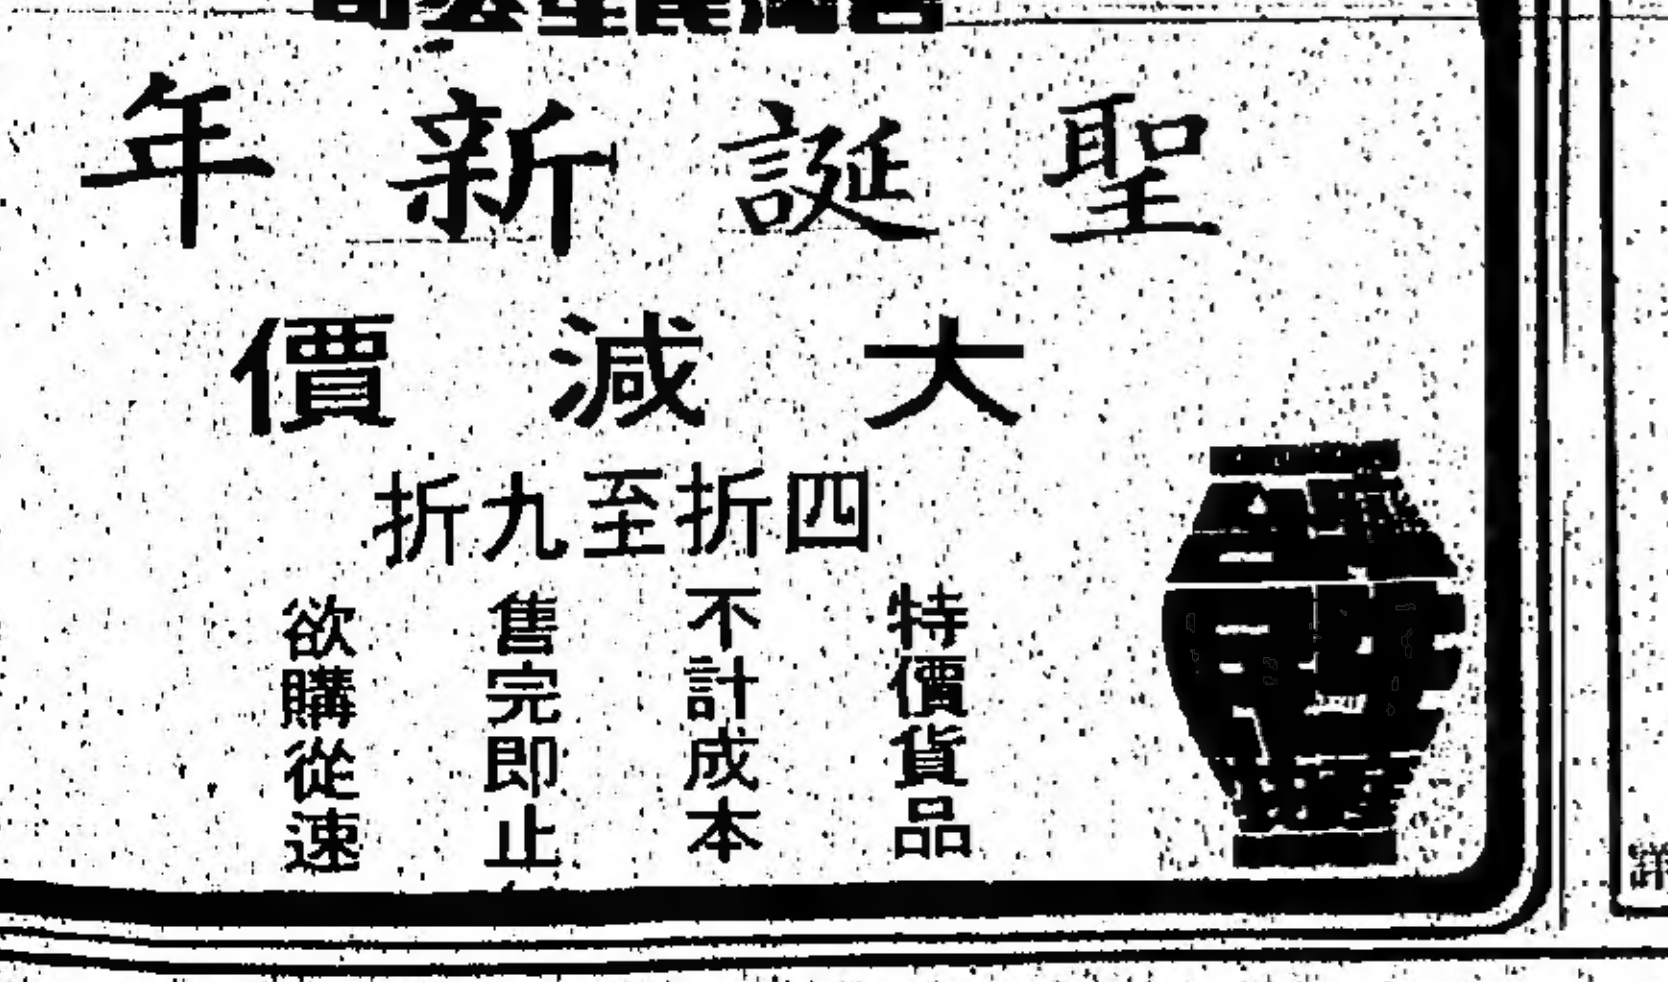 聖誕新年
大減價
四折至九折
特價貨品
不計成本
售完即止
欲購從速